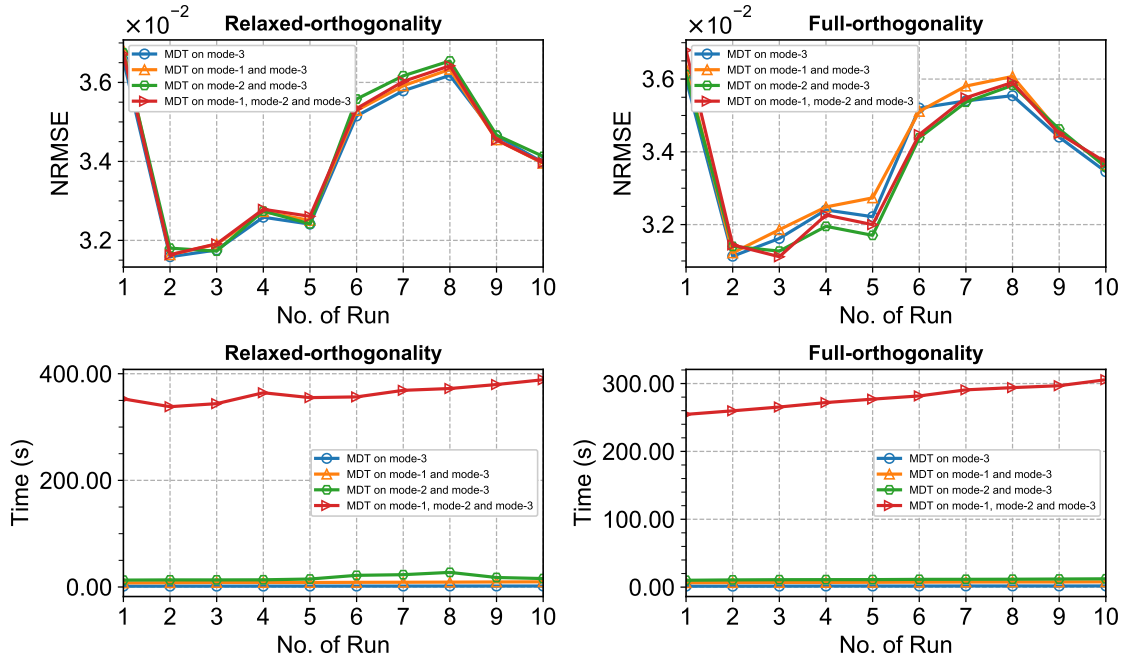 ×10⁻²
Relaxed-orthogonality
MDT on mode-3
MDT on mode-1 and mode-3
MDT on mode-2 and mode-3
MDT on mode-1, mode-2 and mode-3
3.6
3.4
3.2
NRMSE
1 2 3 4 5 6 7 8 9 10
No. of Run
×10⁻²
Full-orthogonality
MDT on mode-3
MDT on mode-1 and mode-3
MDT on mode-2 and mode-3
MDT on mode-1, mode-2 and mode-3
3.6
3.4
3.2
NRMSE
1 2 3 4 5 6 7 8 9 10
No. of Run
Relaxed-orthogonality
400.00
200.00
0.00
Time (s)
MDT on mode-3
MDT on mode-1 and mode-3
MDT on mode-2 and mode-3
MDT on mode-1, mode-2 and mode-3
1 2 3 4 5 6 7 8 9 10
No. of Run
Full-orthogonality
300.00
200.00
100.00
0.00
Time (s)
MDT on mode-3
MDT on mode-1 and mode-3
MDT on mode-2 and mode-3
MDT on mode-1, mode-2 and mode-3
1 2 3 4 5 6 7 8 9 10
No. of Run